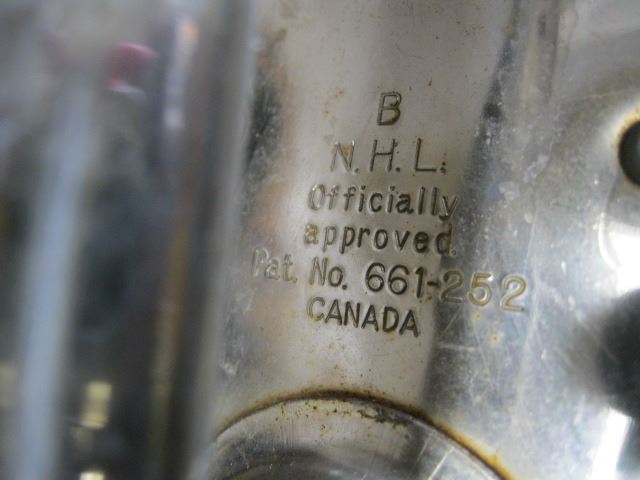 B
N.H.L.
Officially
approved.
Pat. No. 661-252
CANADA